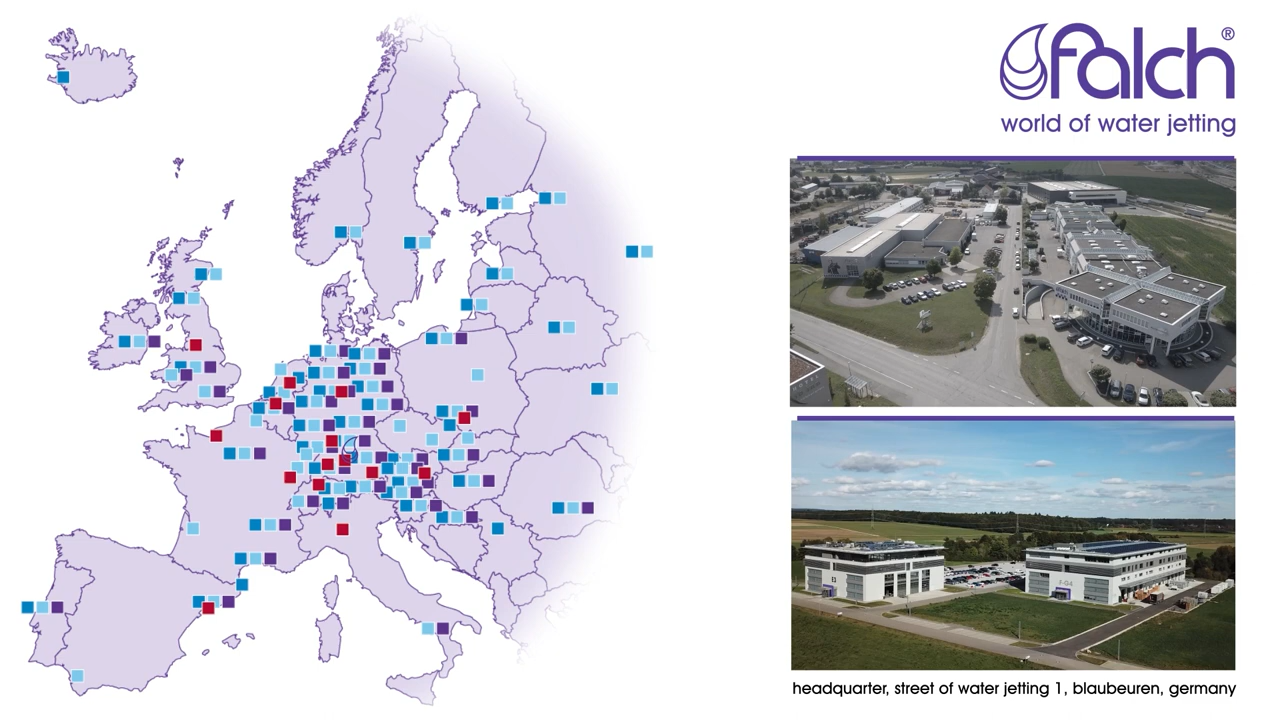 falch®
world of water jetting
headquarter, street of water jetting 1, blaubeuren, germany